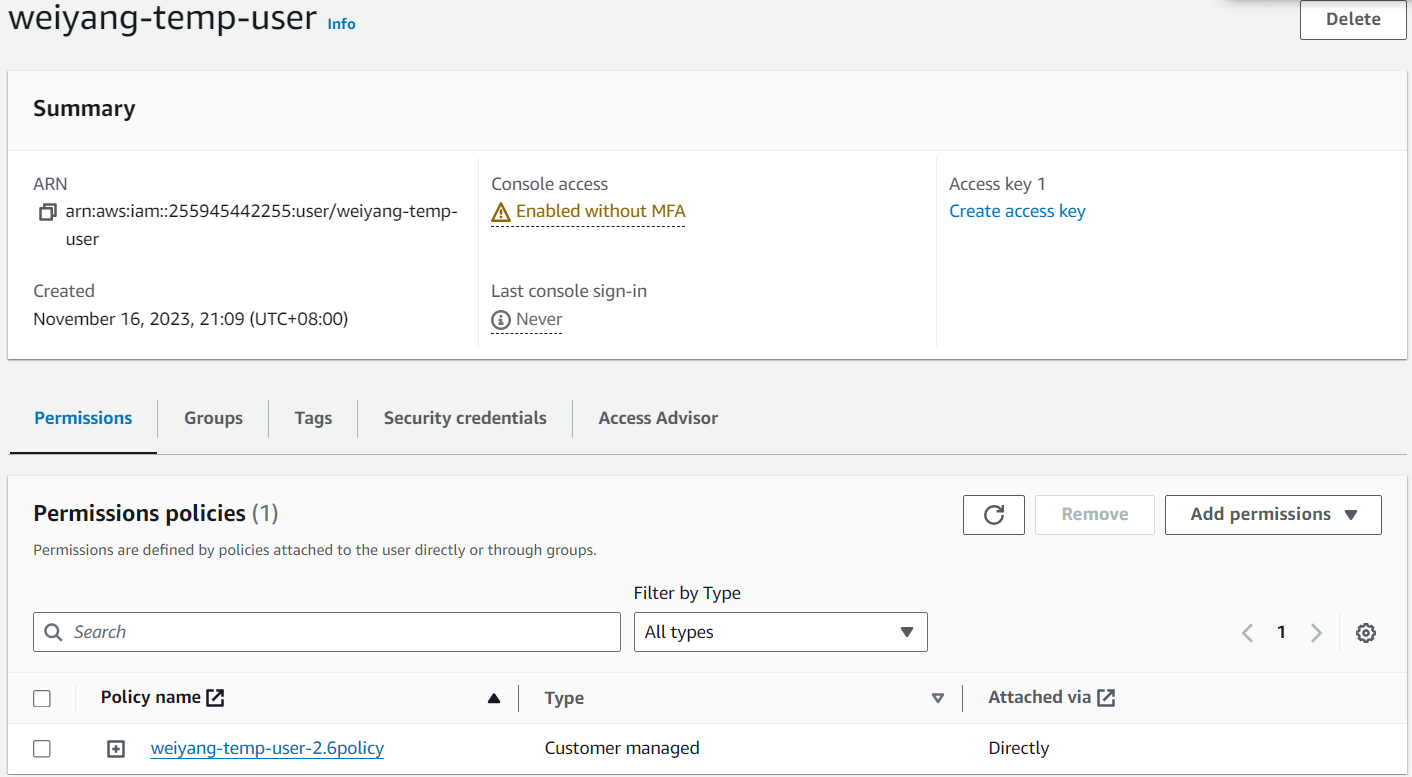 weiyang-temp-user Info
Delete
Summary
ARN
arn:aws:iam::255945442255:user/weiyang-temp-
user
Created
November 16, 2023, 21:09 (UTC+08:00)
Console access
Enabled without MFA
Last console sign-in
Never
Access key 1
Create access key
Permissions Groups Tags Security credentials Access Advisor
Permissions policies (1)
Remove
Add permissions
Permissions are defined by policies attached to the user directly or through groups.
Filter by Type
Search
All types
1
Policy name Type Attached via
weiyang-temp-user-2.6policy Customer managed Directly